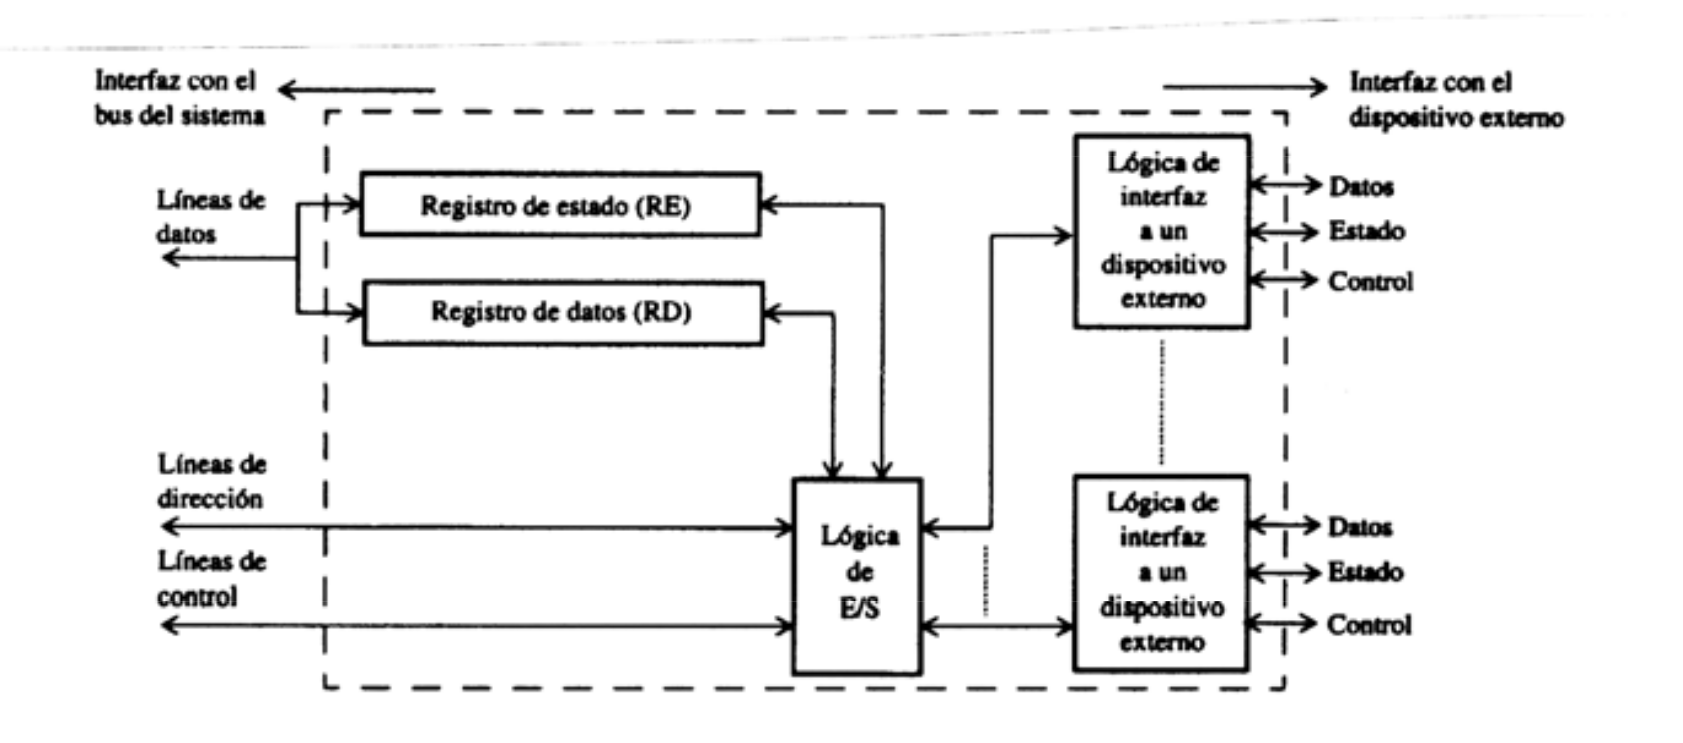 Interfaz con el
bus del sistema
Interfaz con el
dispositivo externo
Líneas de
datos
Registro de estado (RE)
Registro de datos (RD)
Lógica de
interfaz
a un
dispositivo
externo
Datos
Estado
Control
Líneas de
dirección
Líneas de
control
Lógica
de
E/S
Lógica de
interfaz
a un
dispositivo
externo
Datos
Estado
Control